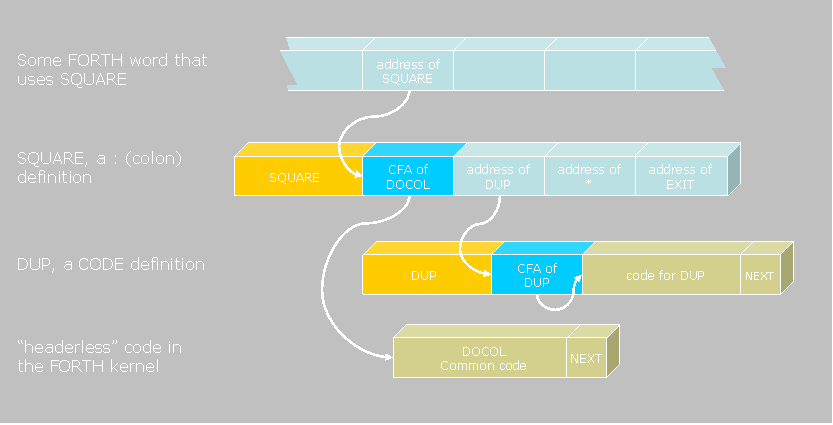 Some FORTH word that
uses SQUARE
address of
SQUARE
SQUARE, a : (colon)
definition
SQUARE
CFA of
DOCOL
address of
DUP
address of
*
address of
EXIT
DUP, a CODE definition
DUP
CFA of
DUP
code for DUP
NEXT
“headerless” code in
the FORTH kernel
DOCOL
Common code
NEXT